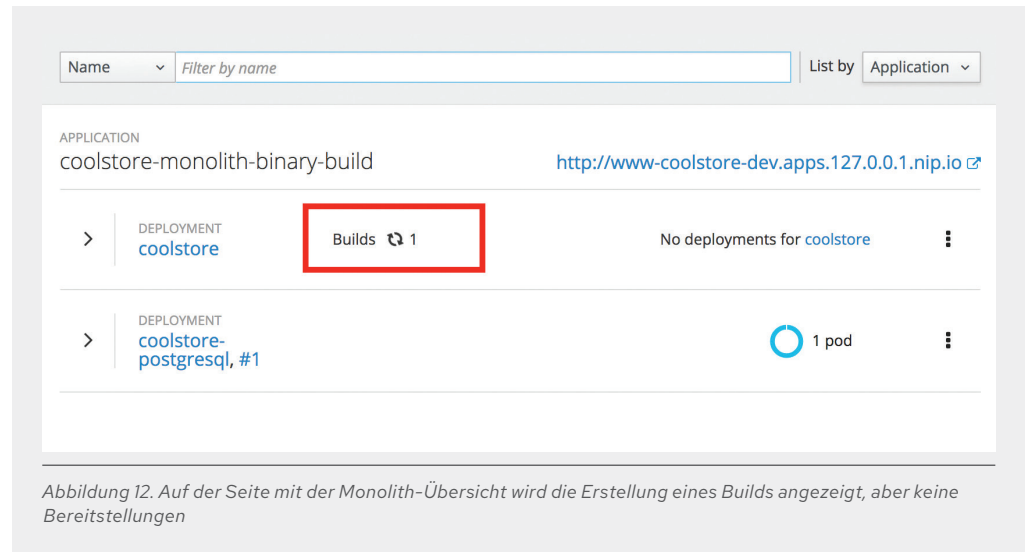 Name Filter by name List by Application
APPLICATION
coolstore-monolith-binary-build http://www-coolstore-dev.apps.127.0.0.1.nip.io
DEPLOYMENT
coolstore Builds 1 No deployments for coolstore
DEPLOYMENT
coolstore-
postgresql, #1 1 pod
Abbildung 12. Auf der Seite mit der Monolith-Übersicht wird die Erstellung eines Builds angezeigt, aber keine
Bereitstellungen